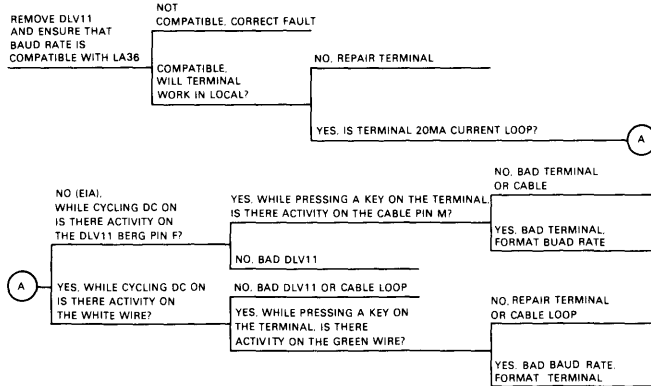 REMOVE DLV11
AND ENSURE THAT
BAUD RATE IS
COMPATIBLE WITH LA36
NOT
COMPATIBLE, CORRECT FAULT
COMPATIBLE,
WILL TERMINAL
WORK IN LOCAL?
NO, REPAIR TERMINAL
YES, IS TERMINAL 20MA CURRENT LOOP?
A
A
NO (EIA),
WHILE CYCLING DC ON
IS THERE ACTIVITY ON
THE DLV11 BERG PIN F?
YES, WHILE PRESSING A KEY ON THE TERMINAL,
IS THERE ACTIVITY ON THE CABLE PIN M?
NO, BAD TERMINAL
OR CABLE
YES, BAD TERMINAL,
FORMAT BUAD RATE
NO, BAD DLV11
YES, WHILE CYCLING DC ON
IS THERE ACTIVITY ON
THE WHITE WIRE?
NO, BAD DLV11 OR CABLE LOOP
YES, WHILE PRESSING A KEY ON
THE TERMINAL, IS THERE
ACTIVITY ON THE GREEN WIRE?
NO, REPAIR TERMINAL
OR CABLE LOOP
YES, BAD BAUD RATE,
FORMAT TERMINAL